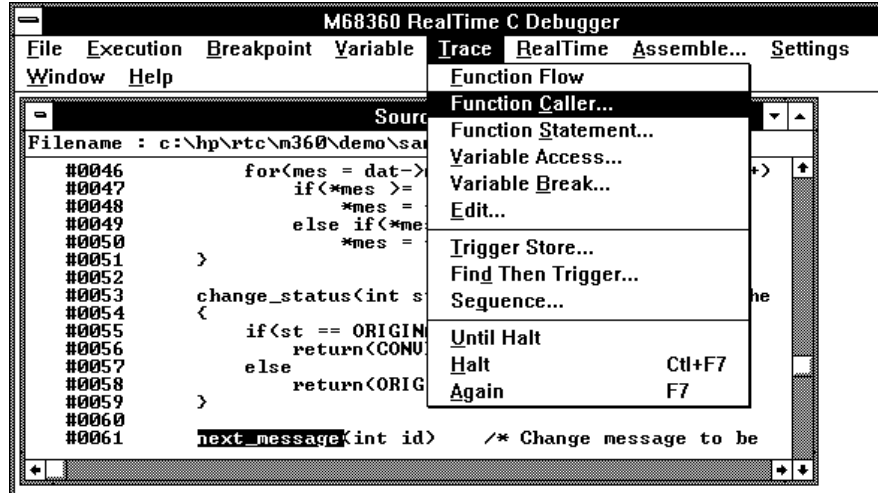 M68360 RealTime C Debugger
File Execution Breakpoint Variable Trace RealTime Assemble... Settings
Window Help
Function Flow
Function Caller...
Function Statement...
Variable Access...
Variable Break...
Edit...
Trigger Store...
Find Then Trigger...
Sequence...
Until Halt
Halt Ctl+F7
Again F7
Sourc
Filename : c:\hp\rtc\m360\demo\sa
#0046 for(mes = dat-> +)
#0047 if(*mes >=
#0048 *mes =
#0049 else if(*me
#0050 *mes =
#0051 }
#0052
#0053 change_status(int s he
#0054 {
#0055 if(st == ORIGIN
#0056 return(CONV
#0057 else
#0058 return(ORIG
#0059 }
#0060
#0061 next_message(int id) /* Change message to be